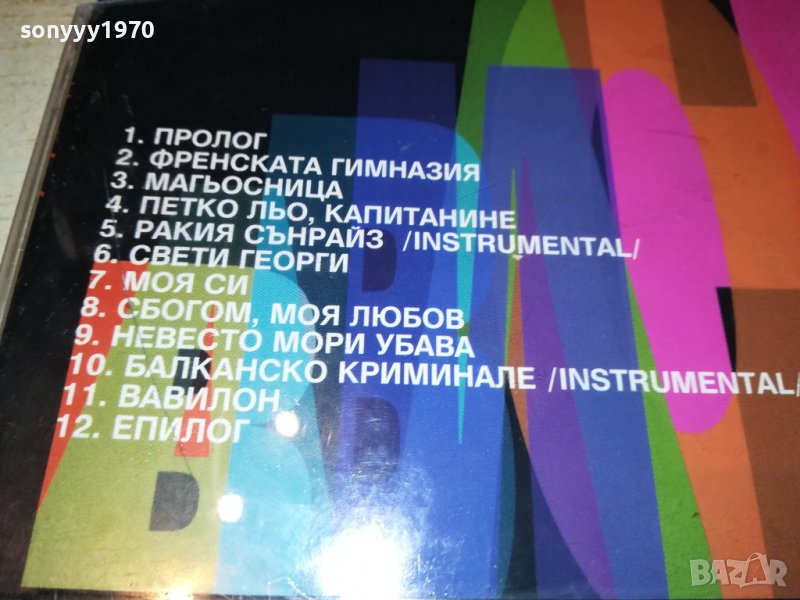 sonyyy1970
1. ПРОЛОГ
2. ФРЕНСКАТА ГИМНАЗИЯ
3. МАГЬОСНИЦА
4. ПЕТКО ЛЬО, КАПИТАНИНЕ
5. РАКИЯ СЪНРАЙЗ /INSTRUMENTAL/
6. СВЕТИ ГЕОРГИ
7. МОЯ СИ
8. СБОГОМ, МОЯ ЛЮБОВ
9. НЕВЕСТО МОРИ УБАВА
10. БАЛКАНСКО КРИМИНАЛЕ /INSTRUMENTAL/
11. ВАВИЛОН
12. ЕПИЛОГ
BAZAR